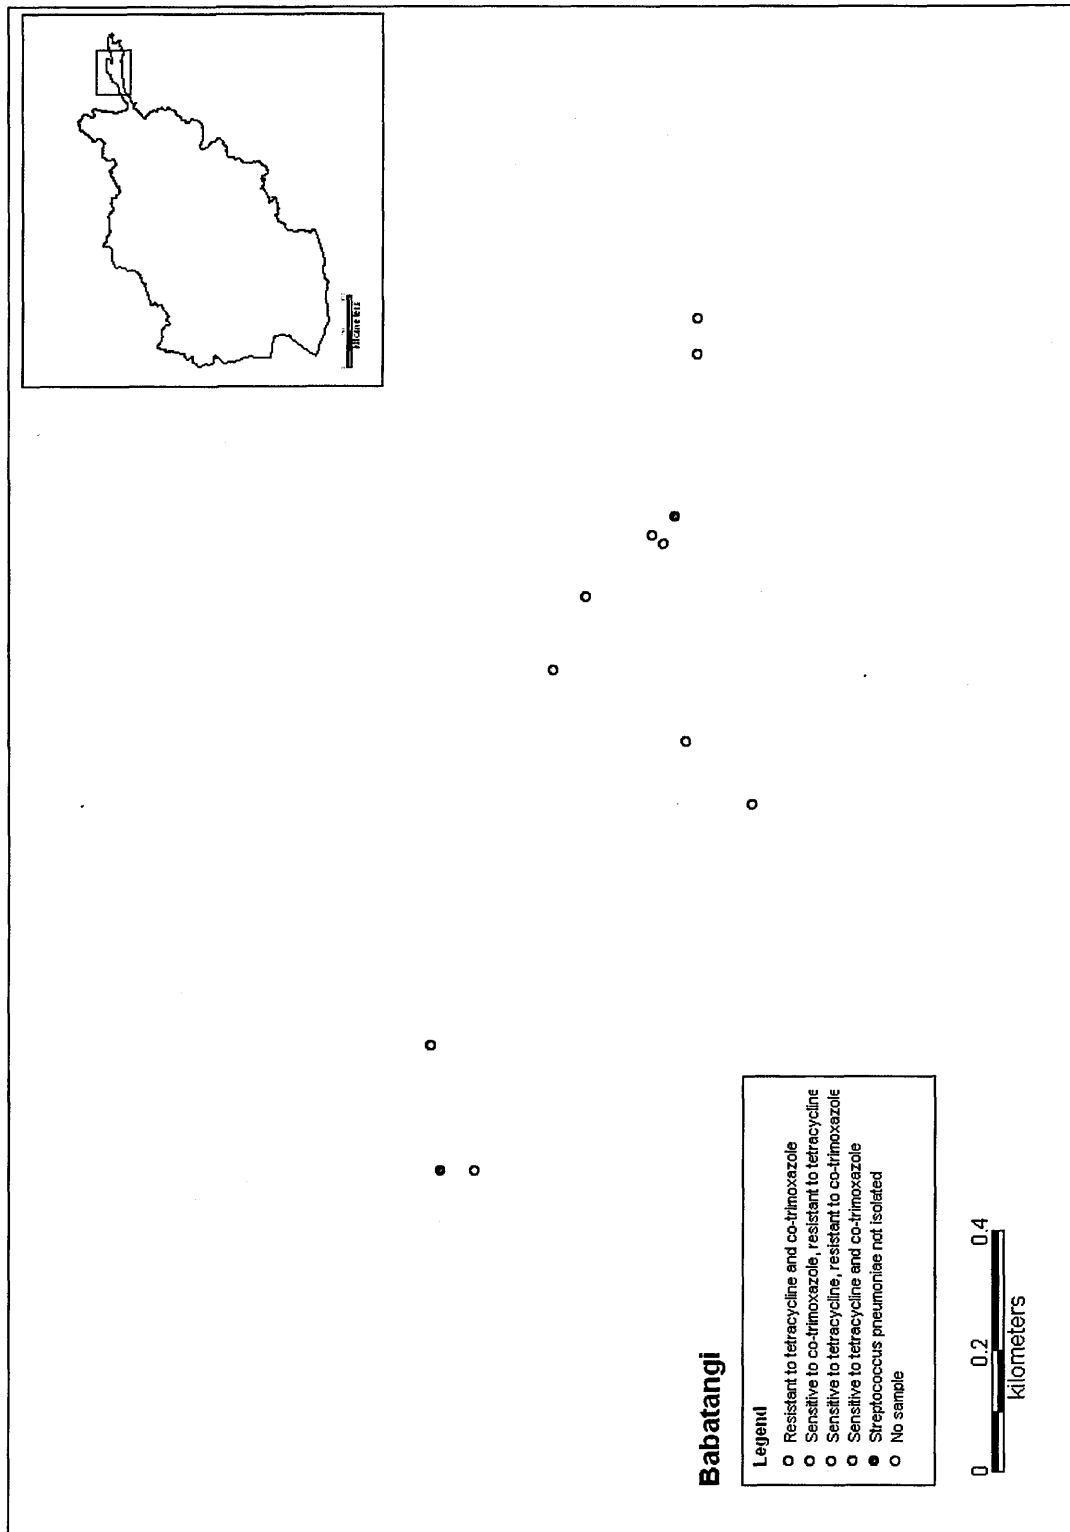 Babatangi
Legend
Resistant to tetracycline and co-trimoxazole
Sensitive to co-trimoxazole, resistant to tetracycline
Sensitive to tetracycline, resistant to co-trimoxazole
Sensitive to tetracycline and co-trimoxazole
Streptococcus pneumoniae not isolated
No sample
0 0.2 0.4
kilometers